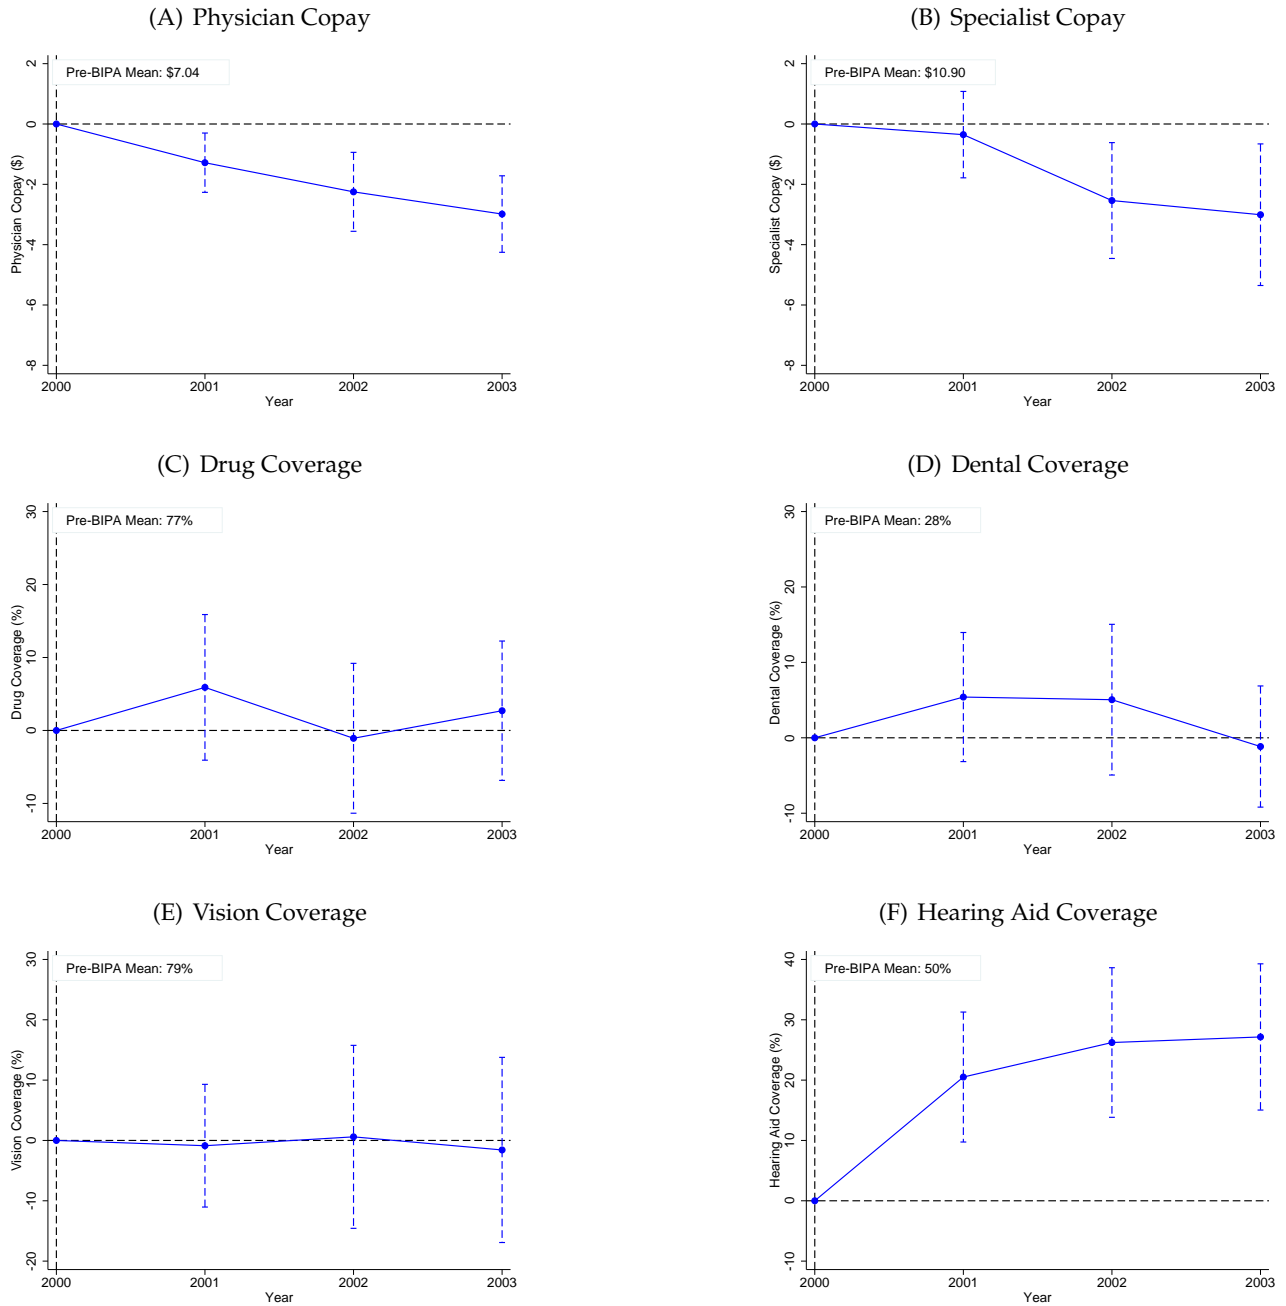 (A) Physician Copay
Pre-BIPA Mean: $7.04
Physician Copay ($)
2
0
-2
-4
-6
-8
2000 2001 2002 2003
Year
(B) Specialist Copay
Pre-BIPA Mean: $10.90
Specialist Copay ($)
2
0
-2
-4
-6
-8
2000 2001 2002 2003
Year
(C) Drug Coverage
Pre-BIPA Mean: 77%
Drug Coverage (%)
30
20
10
0
-10
2000 2001 2002 2003
Year
(D) Dental Coverage
Pre-BIPA Mean: 28%
Dental Coverage (%)
30
20
10
0
-10
2000 2001 2002 2003
Year
(E) Vision Coverage
Pre-BIPA Mean: 79%
Vision Coverage (%)
30
20
10
0
-10
-20
2000 2001 2002 2003
Year
(F) Hearing Aid Coverage
Pre-BIPA Mean: 50%
Hearing Aid Coverage (%)
40
30
20
10
0
-10
2000 2001 2002 2003
Year